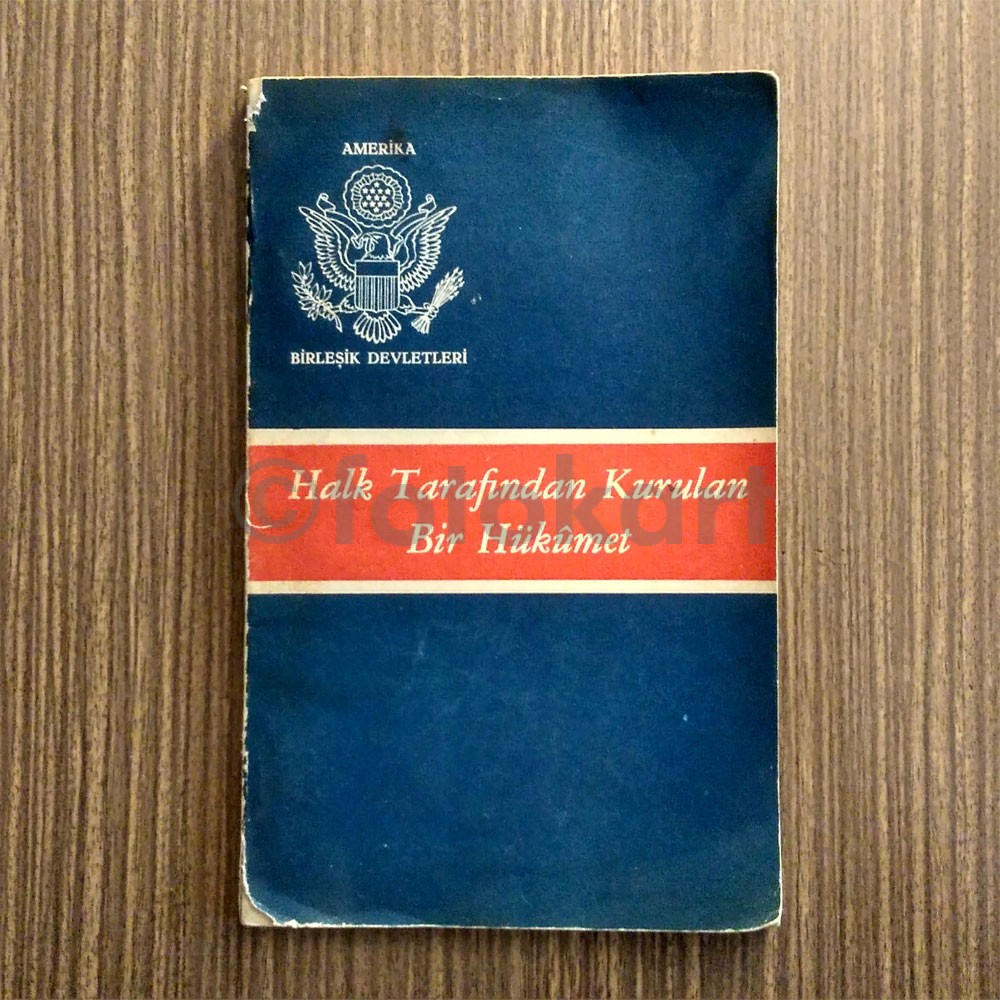 AMERİKA
BİRLEŞİK DEVLETLERİ
Halk Tarafından Kurulan
Bir Hükûmet
©fotokart